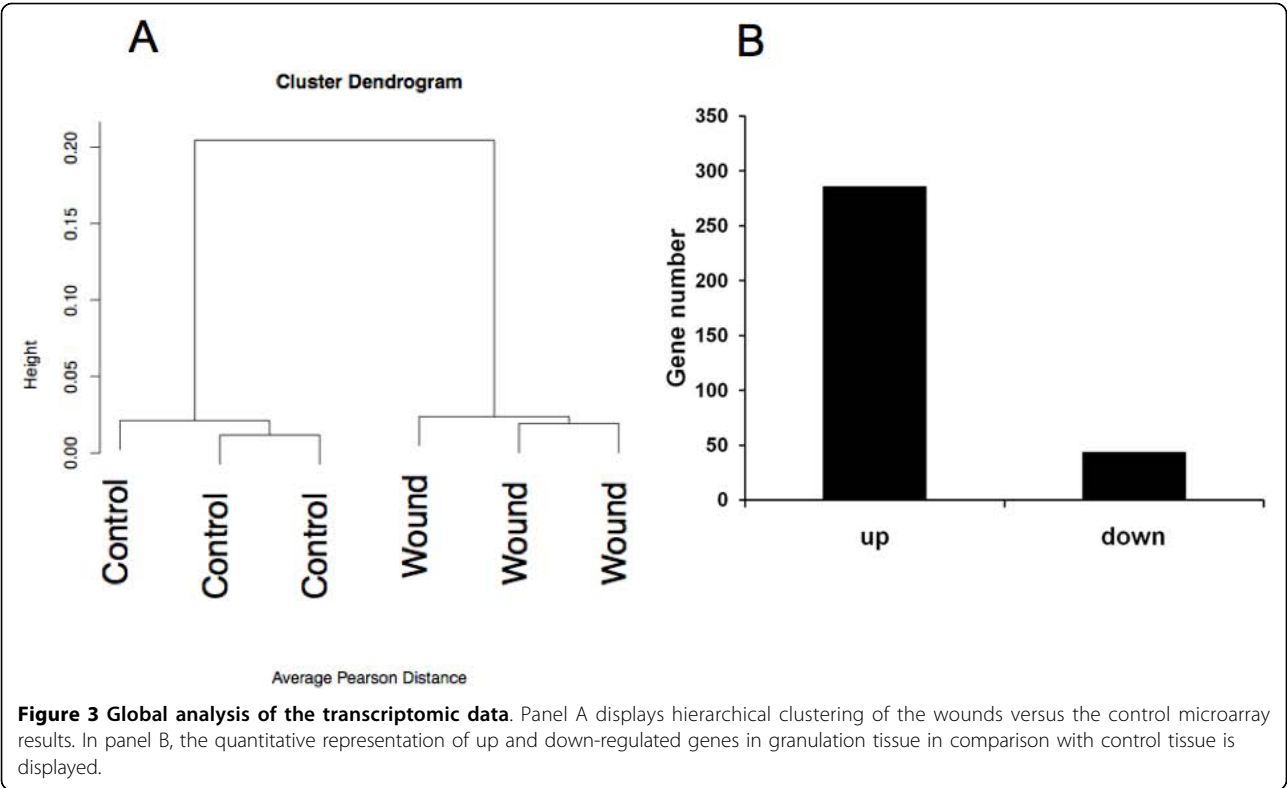 A
Cluster Dendrogram
Height
0.20
0.15
0.10
0.05
0.00
Control
Control
Control
Wound
Wound
Wound
Average Pearson Distance
B
Gene number
350
300
250
200
150
100
50
0
up
down
Figure 3 Global analysis of the transcriptomic data. Panel A displays hierarchical clustering of the wounds versus the control microarray
results. In panel B, the quantitative representation of up and down-regulated genes in granulation tissue in comparison with control tissue is
displayed.